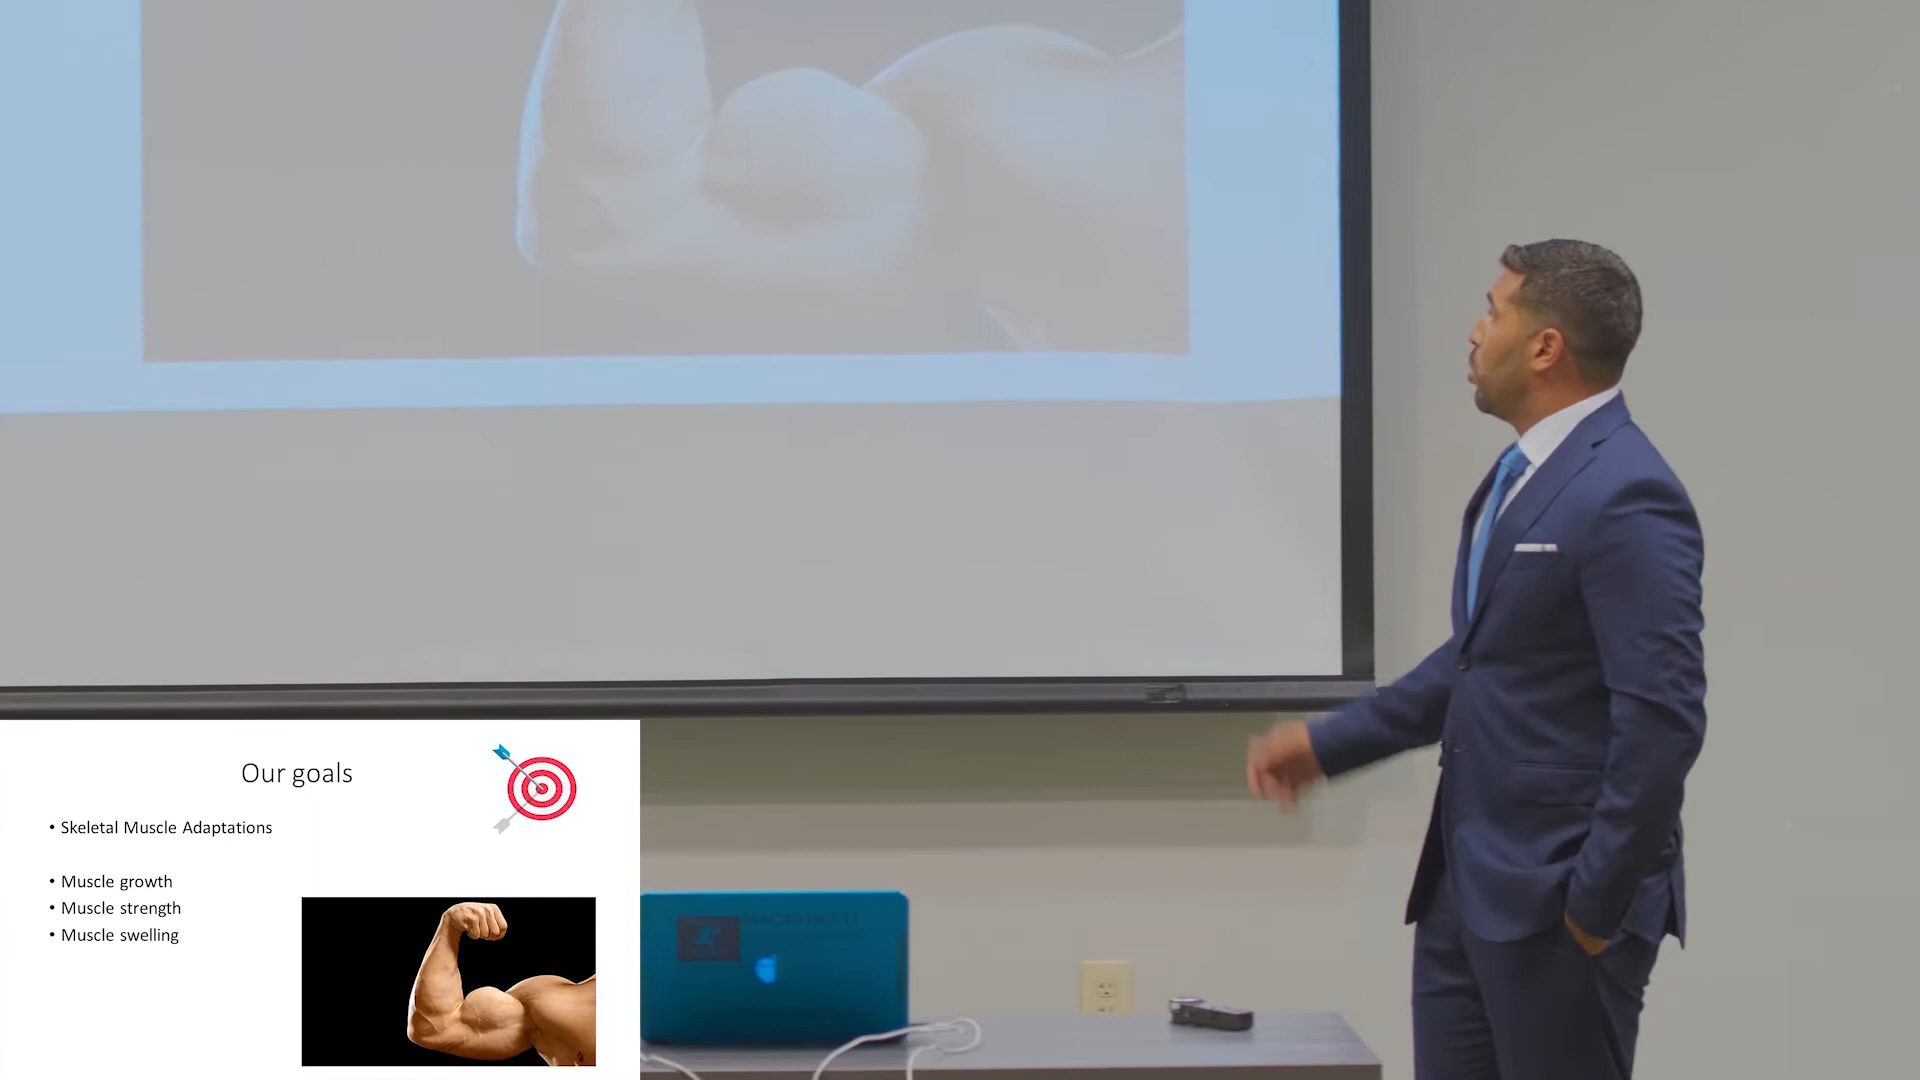 Our goals
• Skeletal Muscle Adaptations
• Muscle growth
• Muscle strength
• Muscle swelling